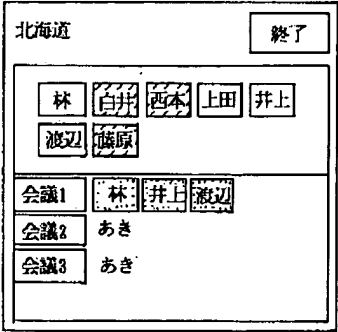 北海道 終了
林 白井 西本 上田 井上
渡辺 藤原
会議1 林 井上 渡辺
会議2 あき
会議3 あき